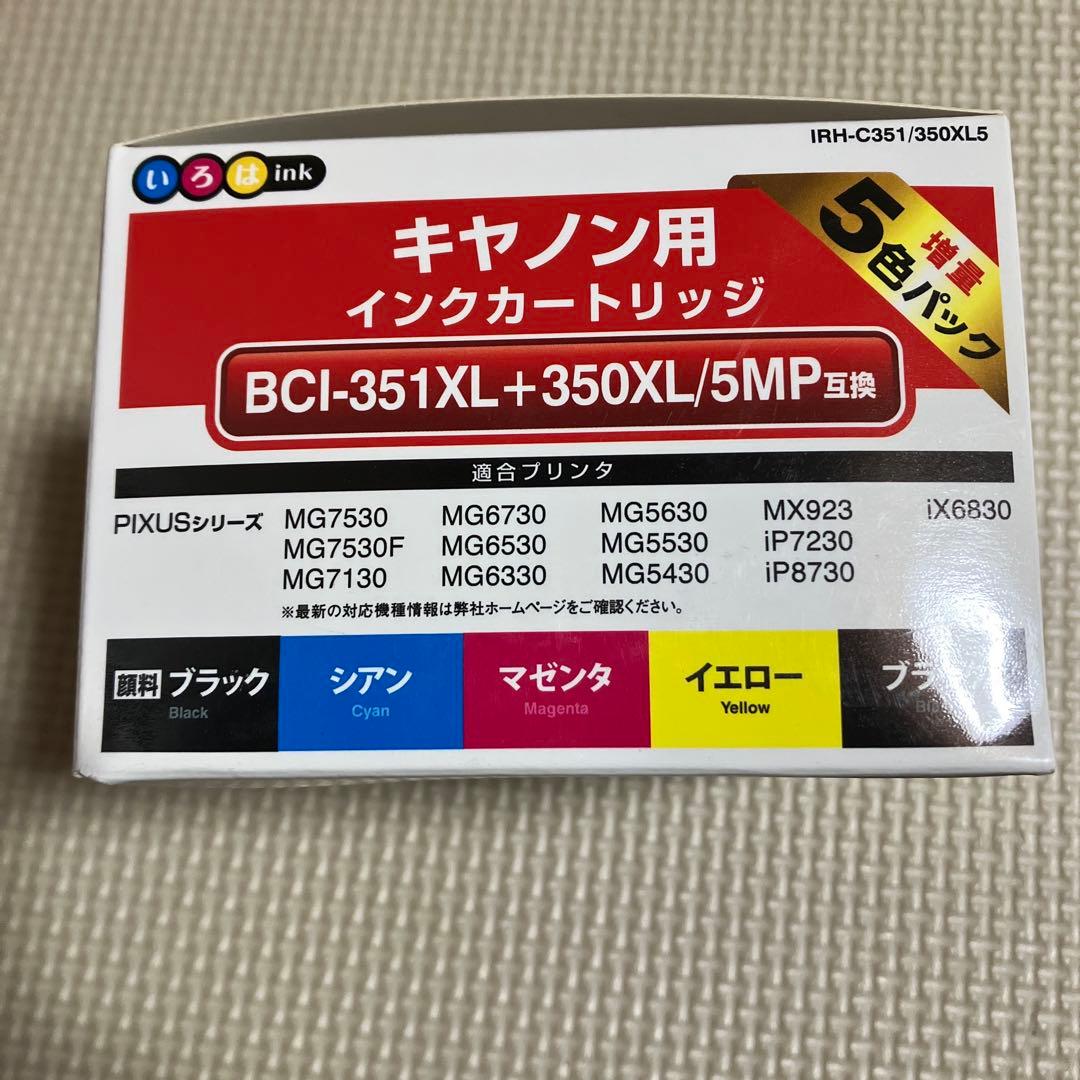 IRH-C351/350XL5
いろは ink
増量
5色パック
キヤノン用
インクカートリッジ
BCI-351XL+350XL/5MP互換
適合プリンタ
PIXUSシリーズ MG7530 MG6730 MG5630 MX923 iX6830
MG7530F MG6530 MG5530 iP7230
MG7130 MG6330 MG5430 iP8730
※最新の対応機種情報は弊社ホームページをご確認ください。
顔料 ブラック シアン マゼンタ イエロー
Black Cyan Magenta Yellow